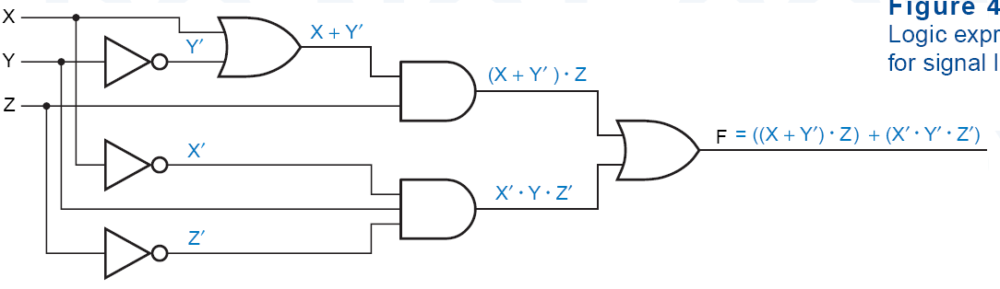 Figure 4
Logic expr
for signal l
X
Y
Z
Y′
X + Y′
(X + Y′ ) · Z
X′
X′ · Y · Z′
Z′
F = ((X + Y′) · Z) + (X′ · Y′ · Z′)